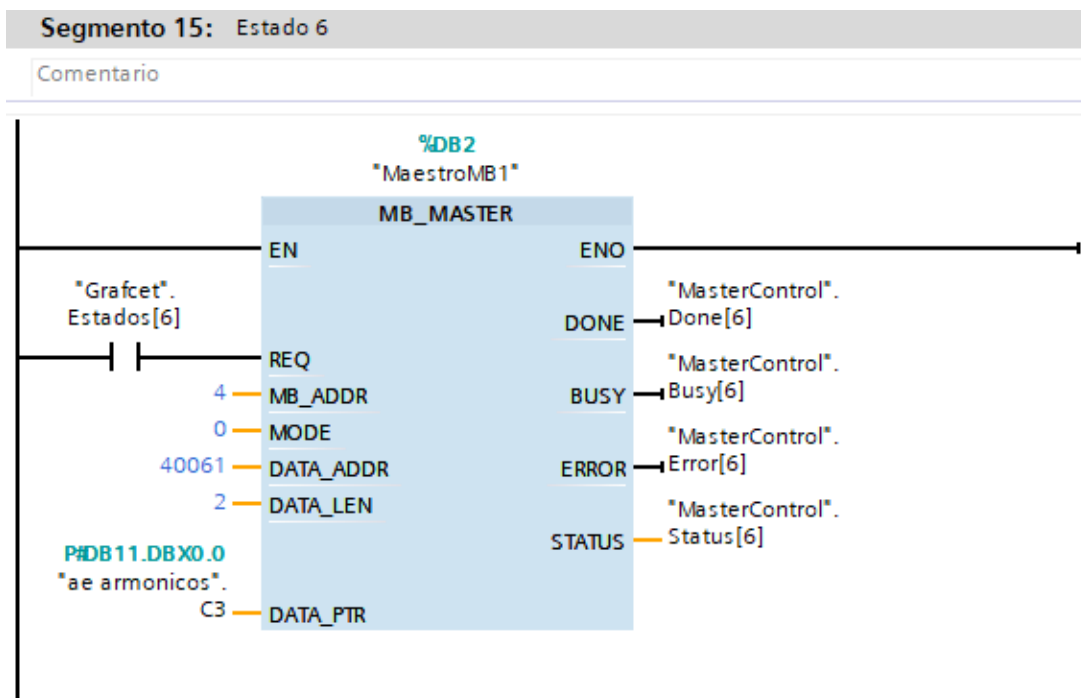 Segmento 15: Estado 6
Comentario
%DB2
"MaestroMB1"
MB_MASTER
EN ENO
"Grafcet".
Estados[6]
"MasterControl".
DONE Done[6]
REQ
"MasterControl".
4 MB_ADDR BUSY Busy[6]
0 MODE
"MasterControl".
40061 DATA_ADDR ERROR Error[6]
2 DATA_LEN
"MasterControl".
STATUS Status[6]
P#DB11.DBX0.0
"ae armonicos".
C3 DATA_PTR